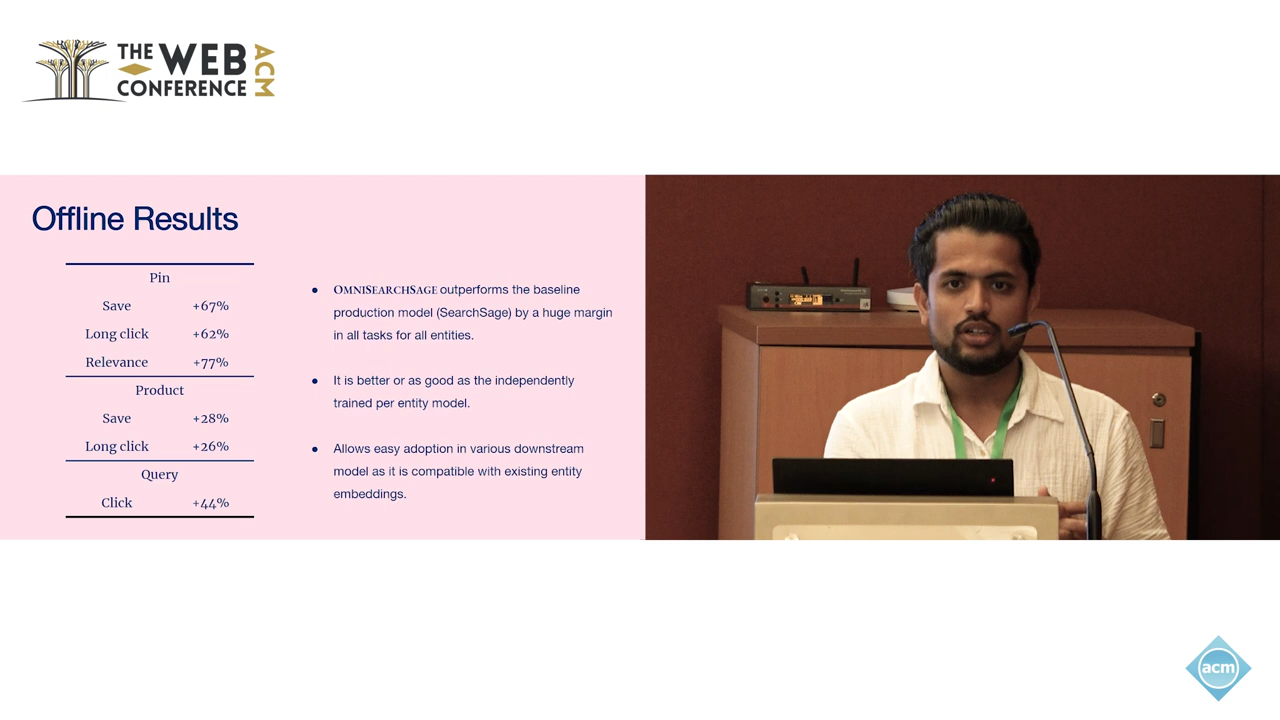 THE WEB
CONFERENCE
ACM
Offline Results
Pin
Save +67%
Long click +62%
Relevance +77%
Product
Save +28%
Long click +26%
Query
Click +44%
● OMNISEARCHSAGE outperforms the baseline
production model (SearchSage) by a huge margin
in all tasks for all entities.
● It is better or as good as the independently
trained per entity model.
● Allows easy adoption in various downstream
model as it is compatible with existing entity
embeddings.
acm